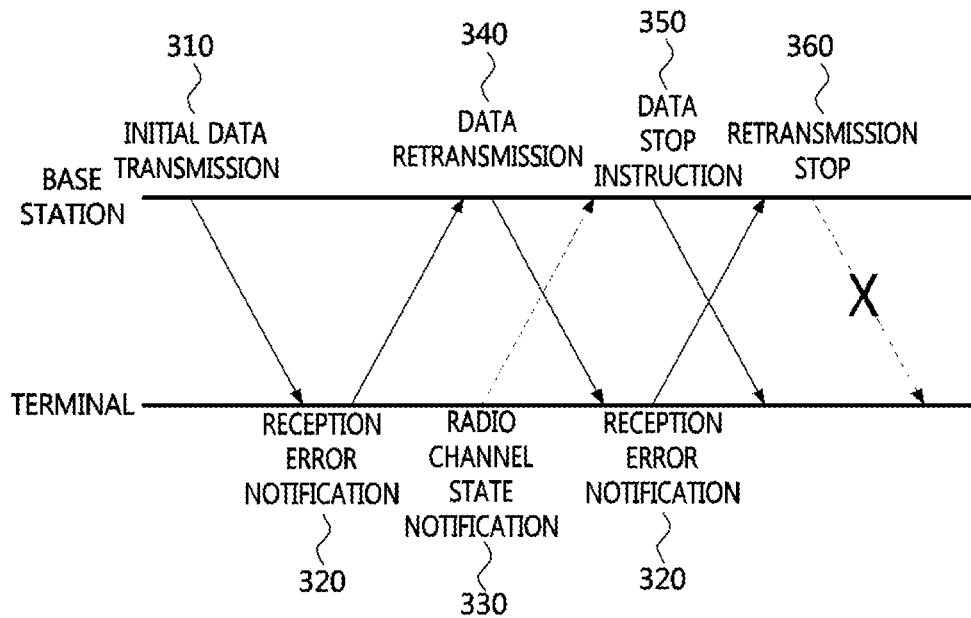 310
340
350
360
INITIAL DATA
TRANSMISSION
DATA
RETRANSMISSION
DATA
STOP
INSTRUCTION
RETRANSMISSION
STOP
BASE
STATION
X
TERMINAL
RECEPTION
ERROR
NOTIFICATION
RADIO
CHANNEL
STATE
NOTIFICATION
RECEPTION
ERROR
NOTIFICATION
320
330
320